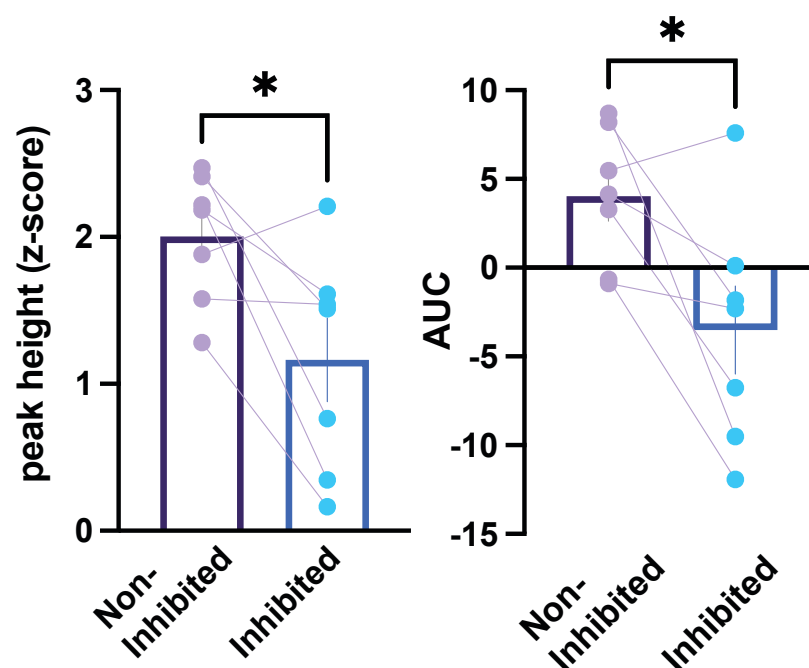 peak height (z-score)
3
2
1
0
*
Non-
Inhibited
Inhibited
AUC
10
5
0
-5
-10
-15
*
Non-
Inhibited
Inhibited